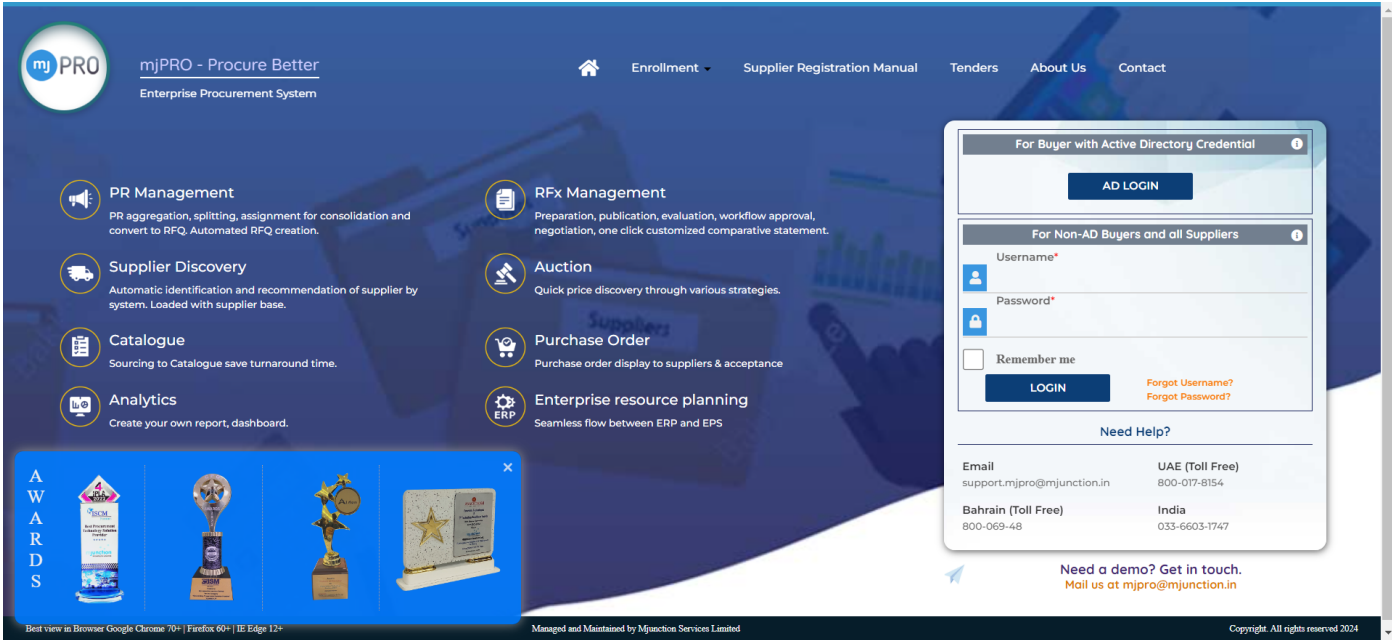 mj PRO
mjPRO - Procure Better
Enterprise Procurement System
Enrollment
Supplier Registration Manual
Tenders
About Us
Contact
PR Management
PR aggregation, splitting, assignment for consolidation and
convert to RFQ. Automated RFQ creation.
RFx Management
Preparation, publication, evaluation, workflow approval,
negotiation, one click customized comparative statement.
Supplier Discovery
Automatic identification and recommendation of supplier by
system. Loaded with supplier base.
Auction
Quick price discovery through various strategies.
Catalogue
Sourcing to Catalogue save turnaround time.
Purchase Order
Purchase order display to suppliers & acceptance
Analytics
Create your own report, dashboard.
ERP
Enterprise resource planning
Seamless flow between ERP and EPS
Suppliers
For Buyer with Active Directory Credential
AD LOGIN
For Non-AD Buyers and all Suppliers
Username*
Password*
Remember me
LOGIN
Forgot Username?
Forgot Password?
Need Help?
Email
support.mjpro@mjunction.in
UAE (Toll Free)
800-017-8154
Bahrain (Toll Free)
800-069-48
India
033-6603-1747
Need a demo? Get in touch.
Mail us at mjpro@mjunction.in
AWARDS
×
4
ISCM
Best view in Browser Google Chrome 70+ | Firefox 60+ | IE Edge 12+
Managed and Maintained by Mjunction Services Limited
Copyright. All rights reserved 2024